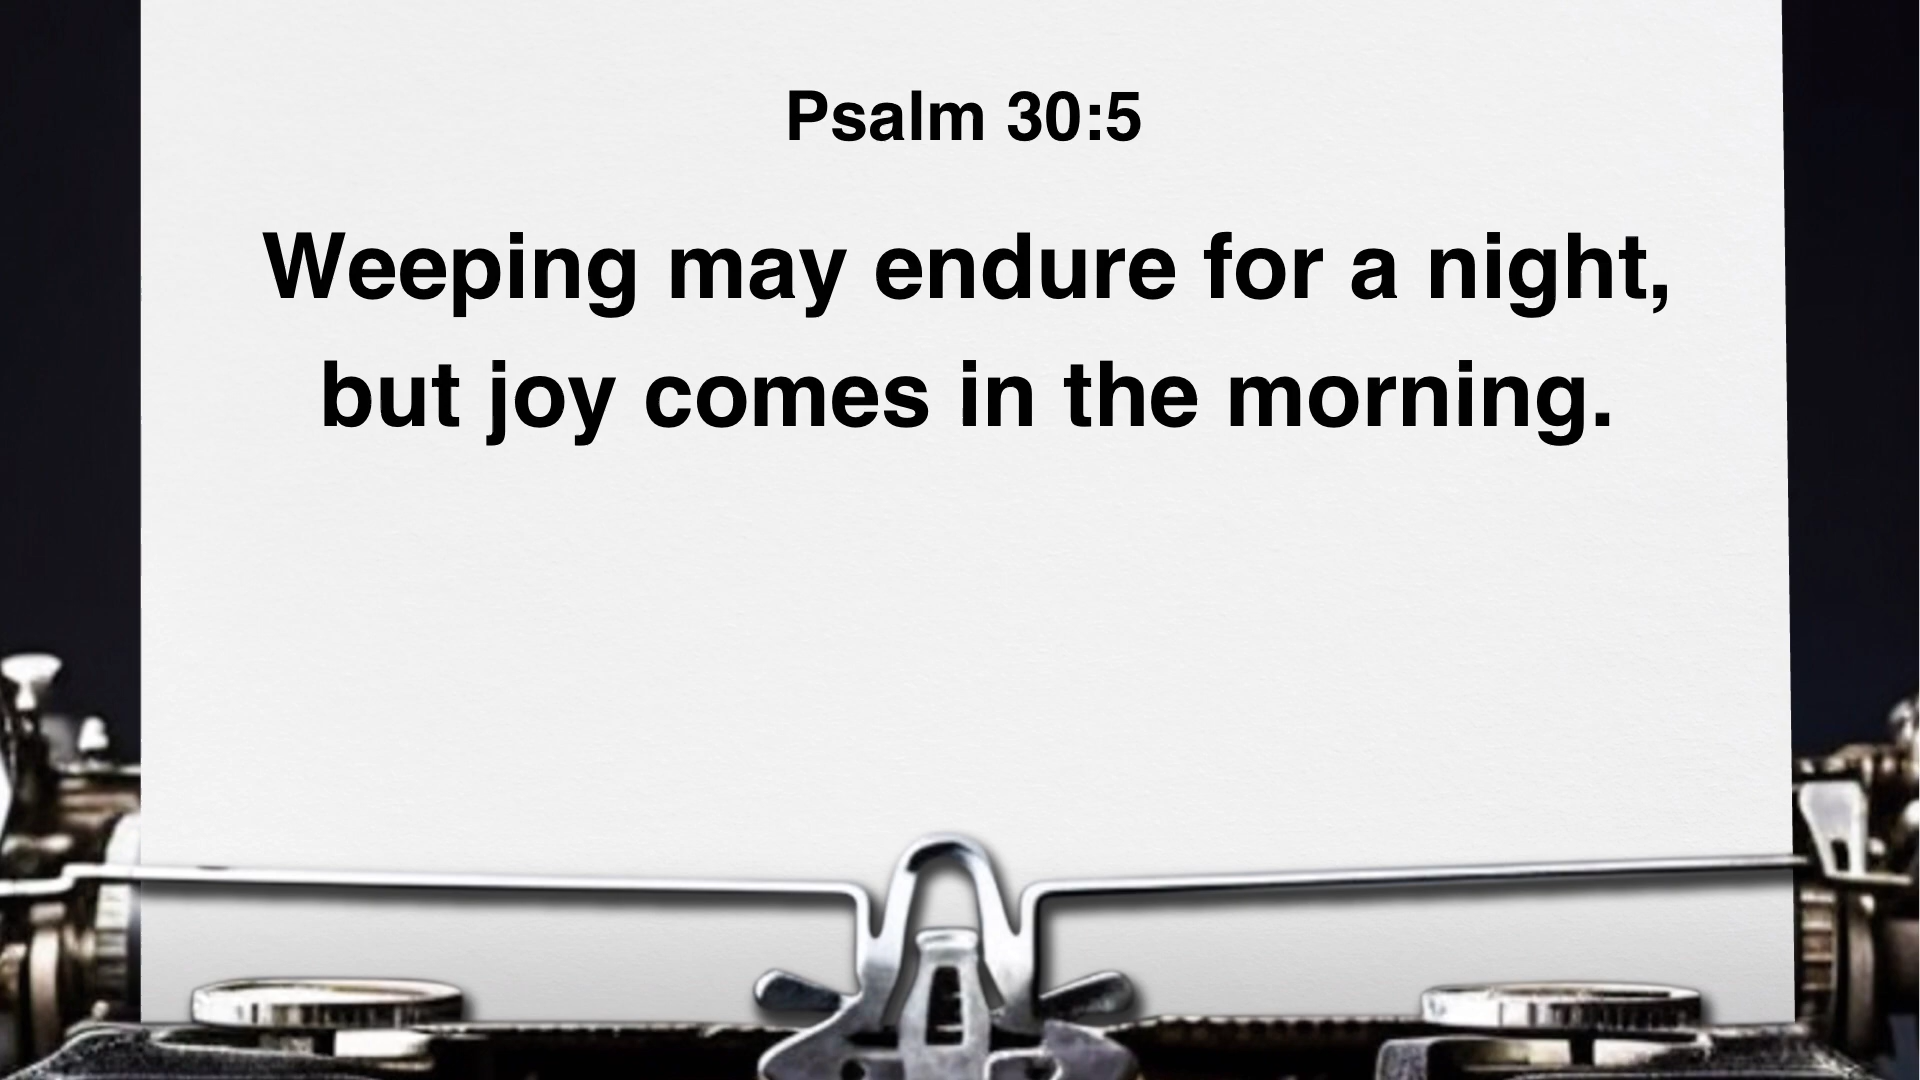 Psalm 30:5
Weeping may endure for a night,
but joy comes in the morning.